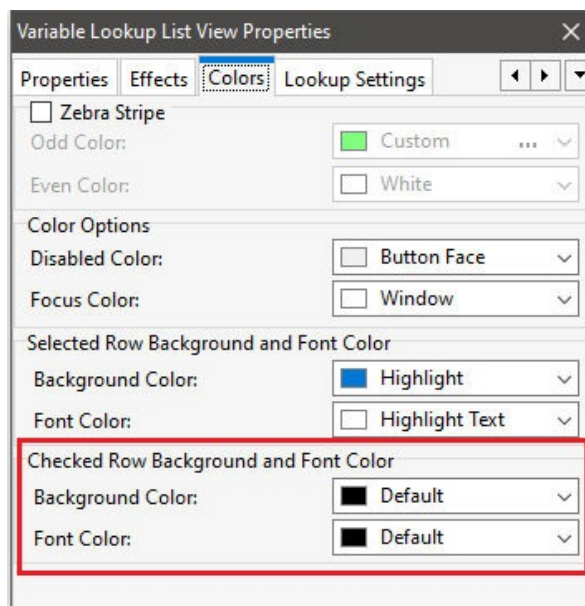 Variable Lookup List View Properties
Properties Effects Colors Lookup Settings
Zebra Stripe
Odd Color: Custom ...
Even Color: White
Color Options
Disabled Color: Button Face
Focus Color: Window
Selected Row Background and Font Color
Background Color: Highlight
Font Color: Highlight Text
Checked Row Background and Font Color
Background Color: Default
Font Color: Default